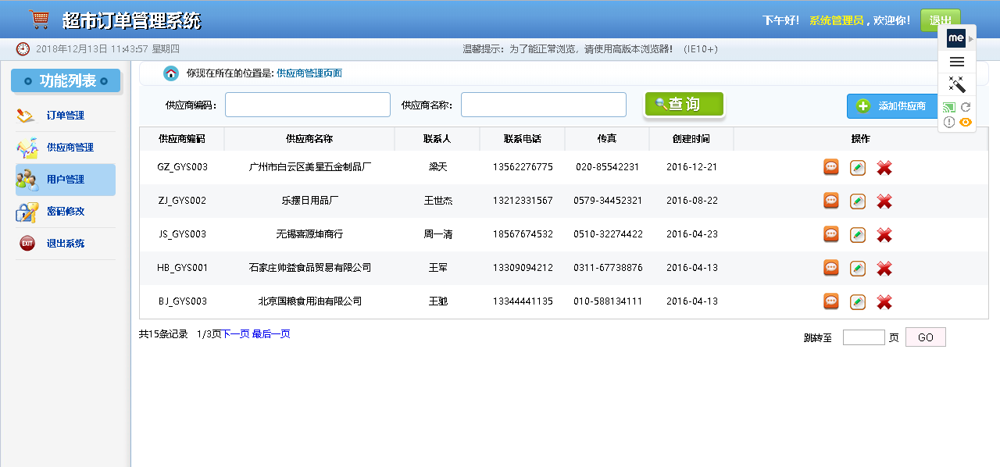 超市订单管理系统
下午好！ 系统管理员 , 欢迎你！ 退出
me
2018年12月13日 11:43:57 星期四 温馨提示：为了能正常浏览，请使用高版本浏览器！（IE10+）
功能列表
订单管理
供应商管理
用户管理
密码修改
EXIT 退出系统
你现在所在的位置是: 供应商管理页面
供应商编码： 供应商名称： 查 询 添加供应商
供应商编码 供应商名称 联系人 联系电话 传真 创建时间 操作
GZ_GYS003 广州市白云区美星五金制品厂 梁天 13562276775 020-85542231 2016-12-21
ZJ_GYS002 乐摆日用品厂 王世杰 13212331567 0579-34452321 2016-08-22
JS_GYS003 无锡喜源坤商行 周一清 18567674532 0510-32274422 2016-04-23
HB_GYS001 石家庄帅益食品贸易有限公司 王军 13309094212 0311-67738876 2016-04-13
BJ_GYS003 北京国粮食用油有限公司 王驰 13344441135 010-588134111 2016-04-13
共15条记录 1/3页下一页 最后一页 跳转至 页 GO